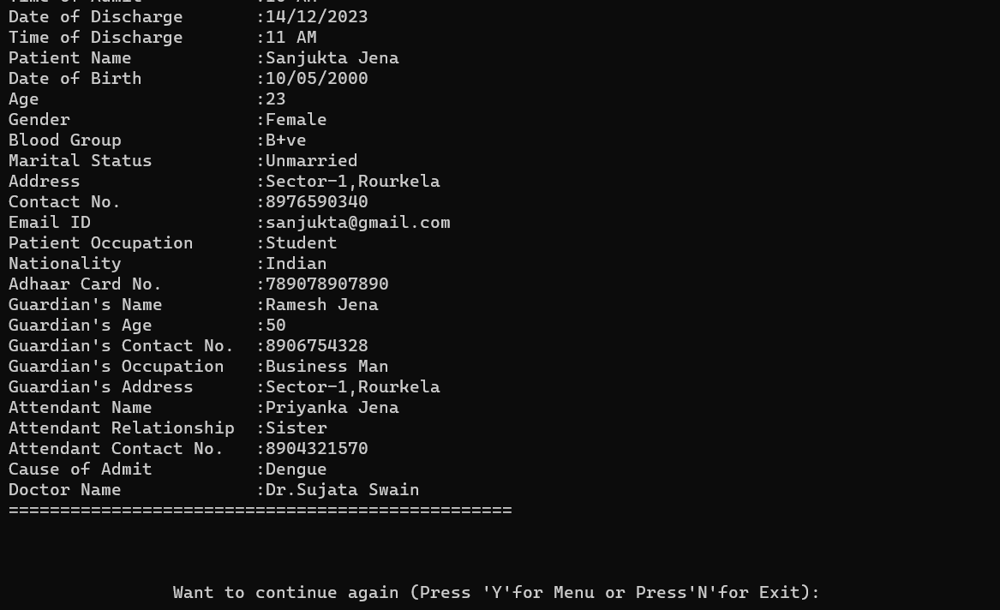 Date of Discharge :14/12/2023
Time of Discharge :11 AM
Patient Name :Sanjukta Jena
Date of Birth :10/05/2000
Age :23
Gender :Female
Blood Group :B+ve
Marital Status :Unmarried
Address :Sector-1,Rourkela
Contact No. :8976590340
Email ID :sanjukta@gmail.com
Patient Occupation :Student
Nationality :Indian
Adhaar Card No. :789078907890
Guardian's Name :Ramesh Jena
Guardian's Age :50
Guardian's Contact No. :8906754328
Guardian's Occupation :Business Man
Guardian's Address :Sector-1,Rourkela
Attendant Name :Priyanka Jena
Attendant Relationship :Sister
Attendant Contact No. :8904321570
Cause of Admit :Dengue
Doctor Name :Dr.Sujata Swain
=================================================
Want to continue again (Press 'Y'for Menu or Press'N'for Exit):